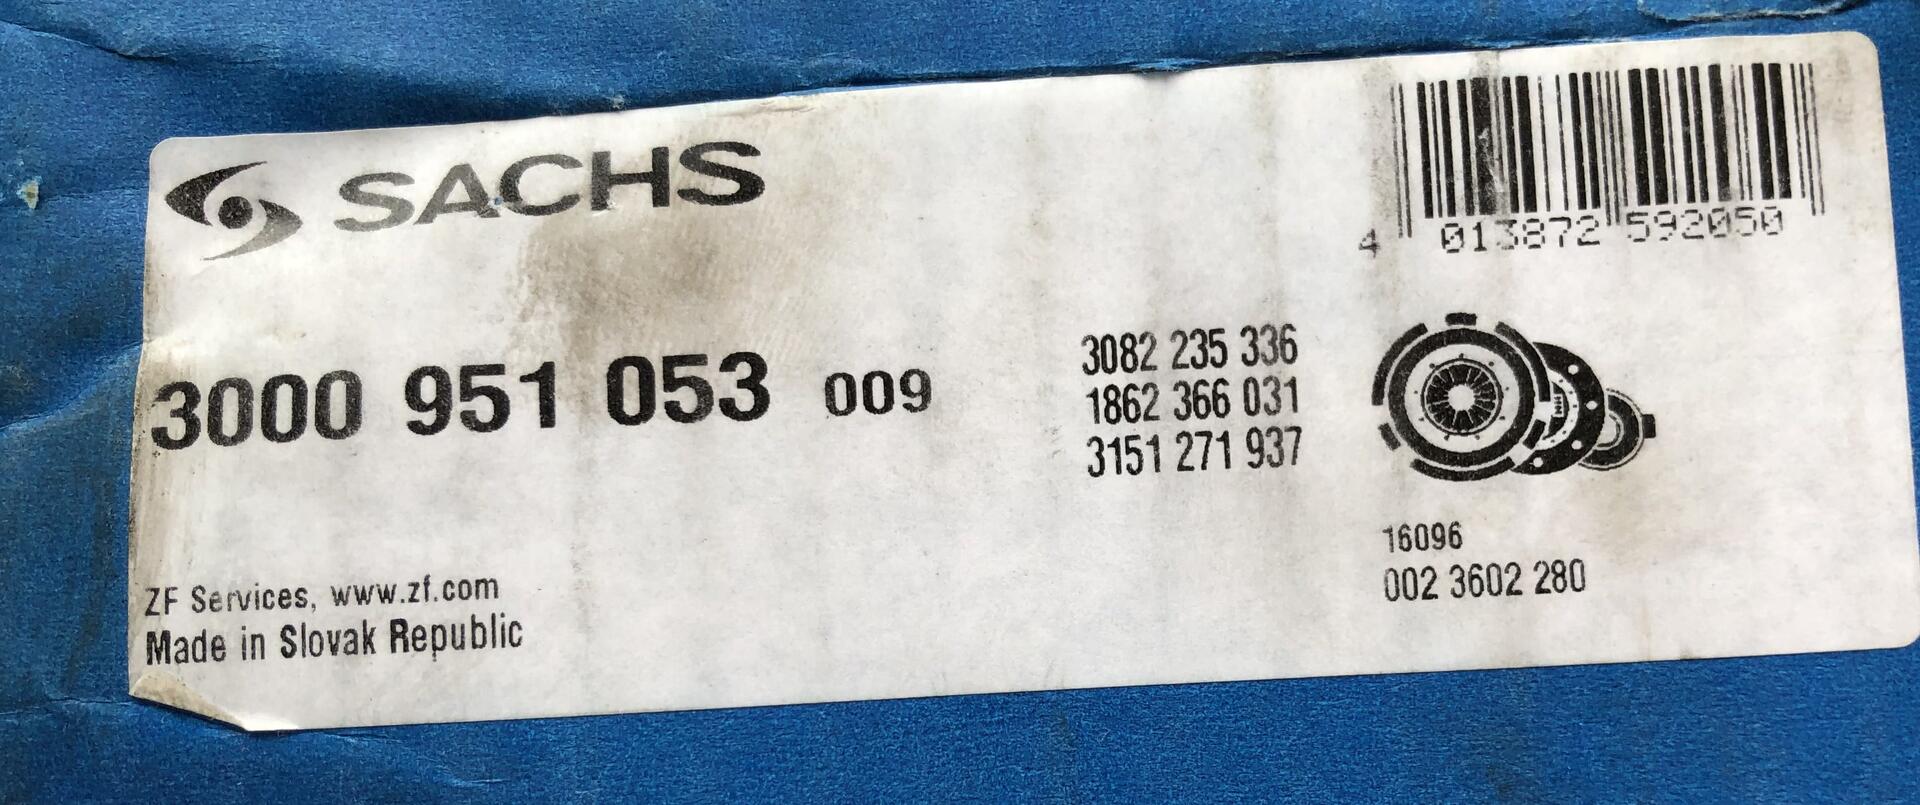 SACHS
4 013872 592050
3000 951 053 009
3082 235 336
1862 366 031
3151 271 937
16096
002 3602 280
ZF Services, www.zf.com
Made in Slovak Republic